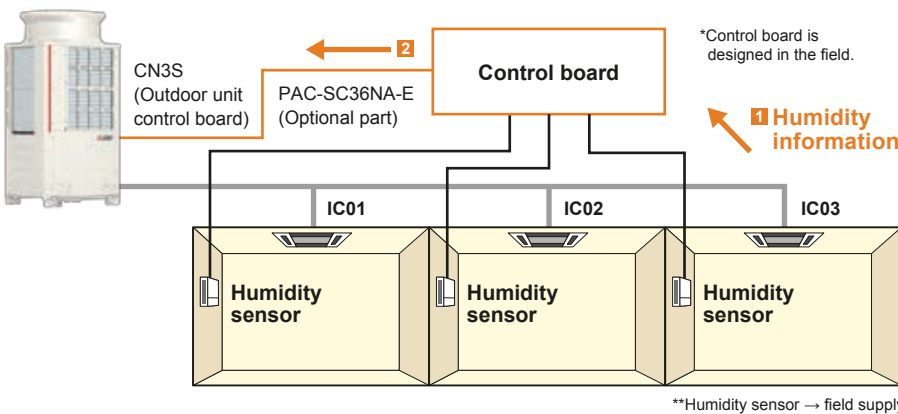 2
Control board
*Control board is
designed in the field.
CN3S
(Outdoor unit
control board)
PAC-SC36NA-E
(Optional part)
1 Humidity
information
IC01
IC02
IC03
Humidity
sensor
Humidity
sensor
Humidity
sensor
**Humidity sensor → field supply